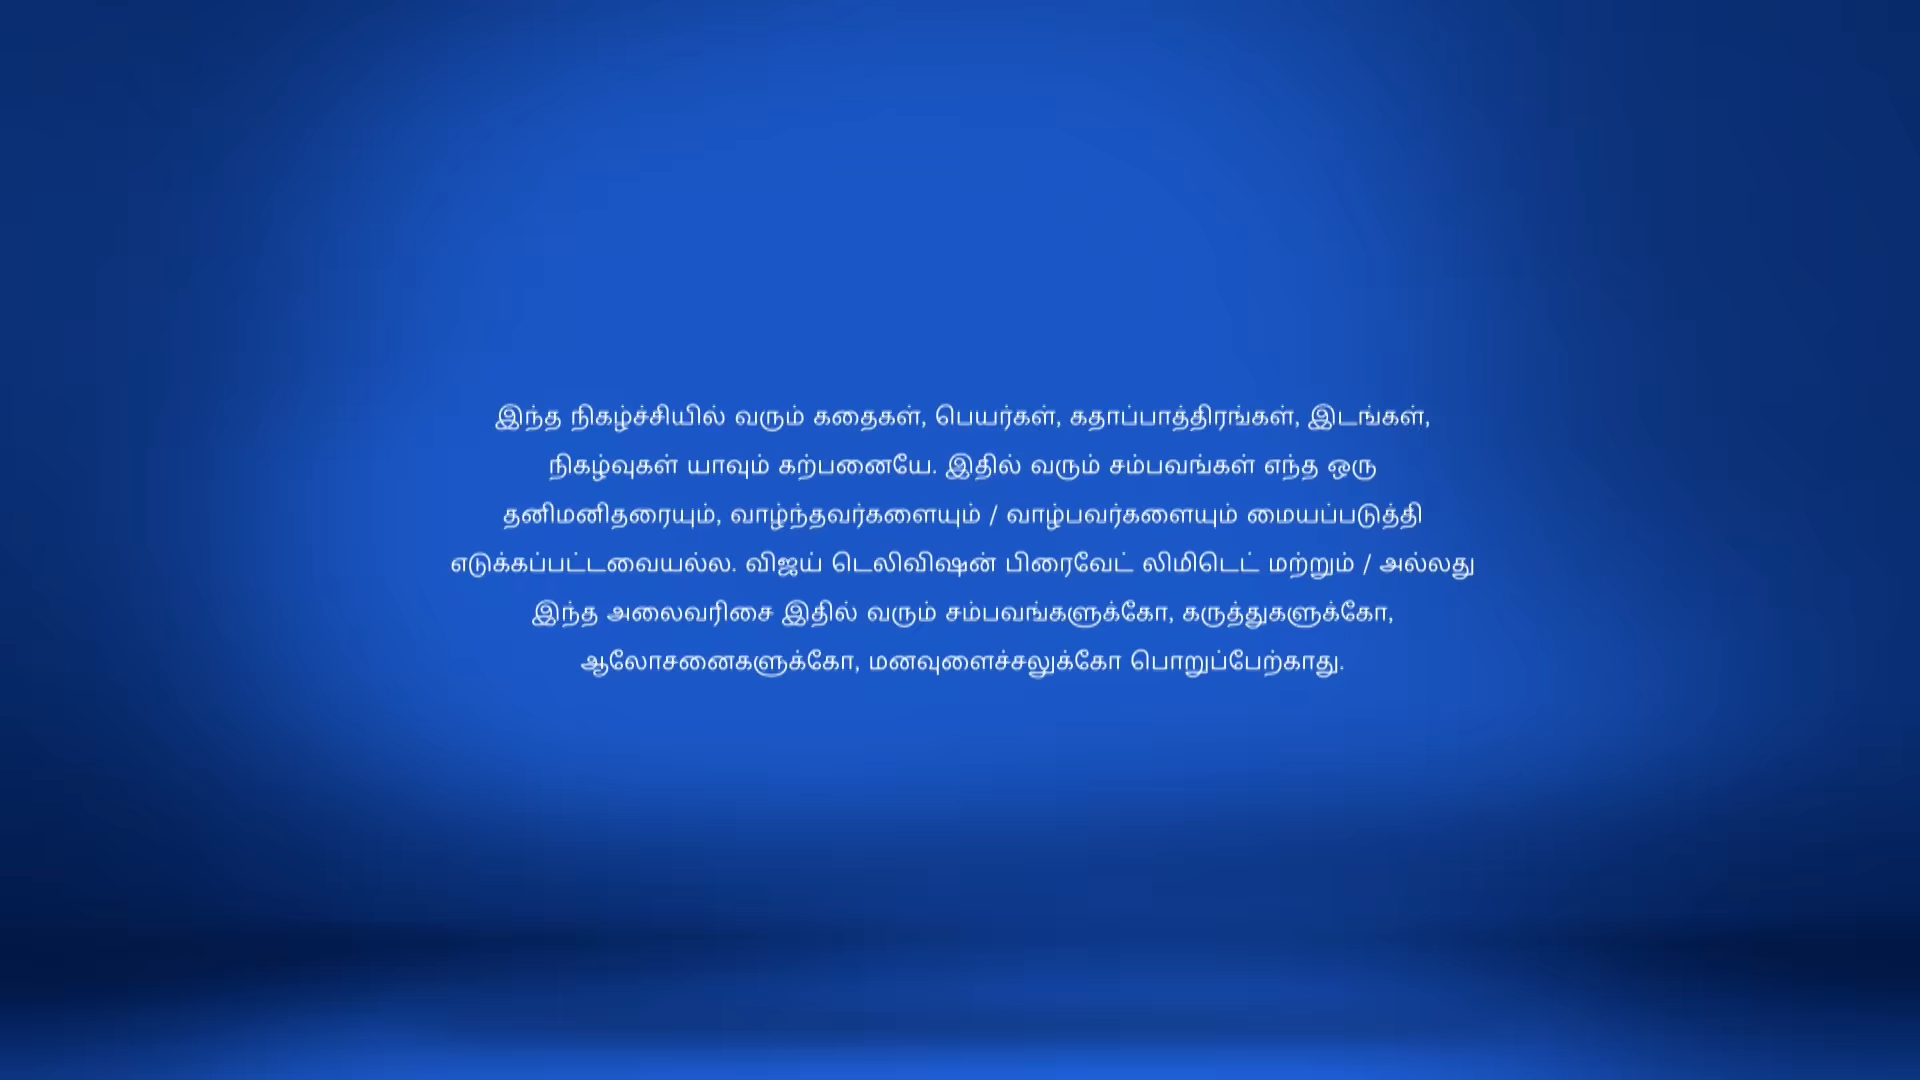 இந்த நிகழ்ச்சியில் வரும் கதைகள், பெயர்கள், கதாப்பாத்திரங்கள், இடங்கள்,
நிகழ்வுகள் யாவும் கற்பனையே. இதில் வரும் சம்பவங்கள் எந்த ஒரு
தனிமனிதரையும், வாழ்ந்தவர்களையும் / வாழ்பவர்களையும் மையப்படுத்தி
எடுக்கப்பட்டவையல்ல. விஜய் டெலிவிஷன் பிரைவேட் லிமிடெட் மற்றும் / அல்லது
இந்த அலைவரிசை இதில் வரும் சம்பவங்களுக்கோ, கருத்துகளுக்கோ,
ஆலோசனைகளுக்கோ, மனவுளைச்சலுக்கோ பொறுப்பேற்காது.